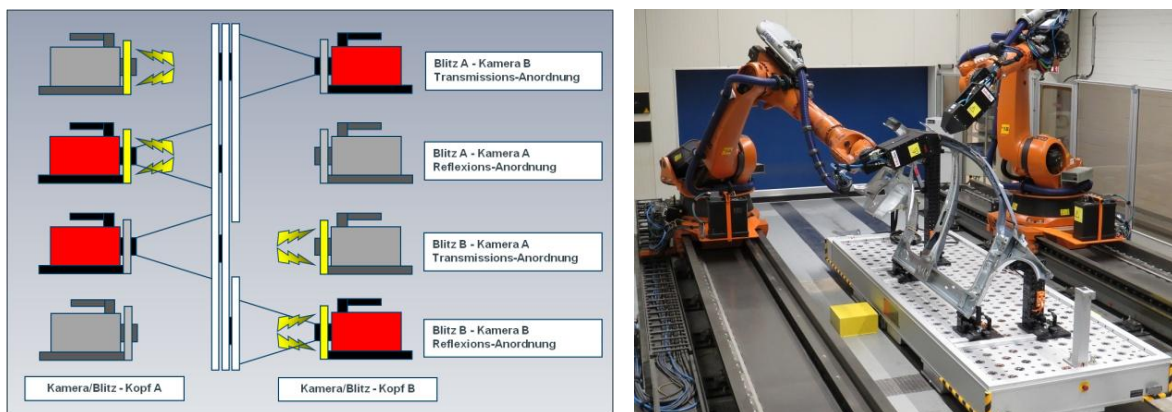 Blitz A - Kamera B
Transmissions-Anordnung
Blitz A - Kamera A
Reflexions-Anordnung
Blitz B - Kamera A
Transmissions-Anordnung
Blitz B - Kamera B
Reflexions-Anordnung
Kamera/Blitz - Kopf A
Kamera/Blitz - Kopf B